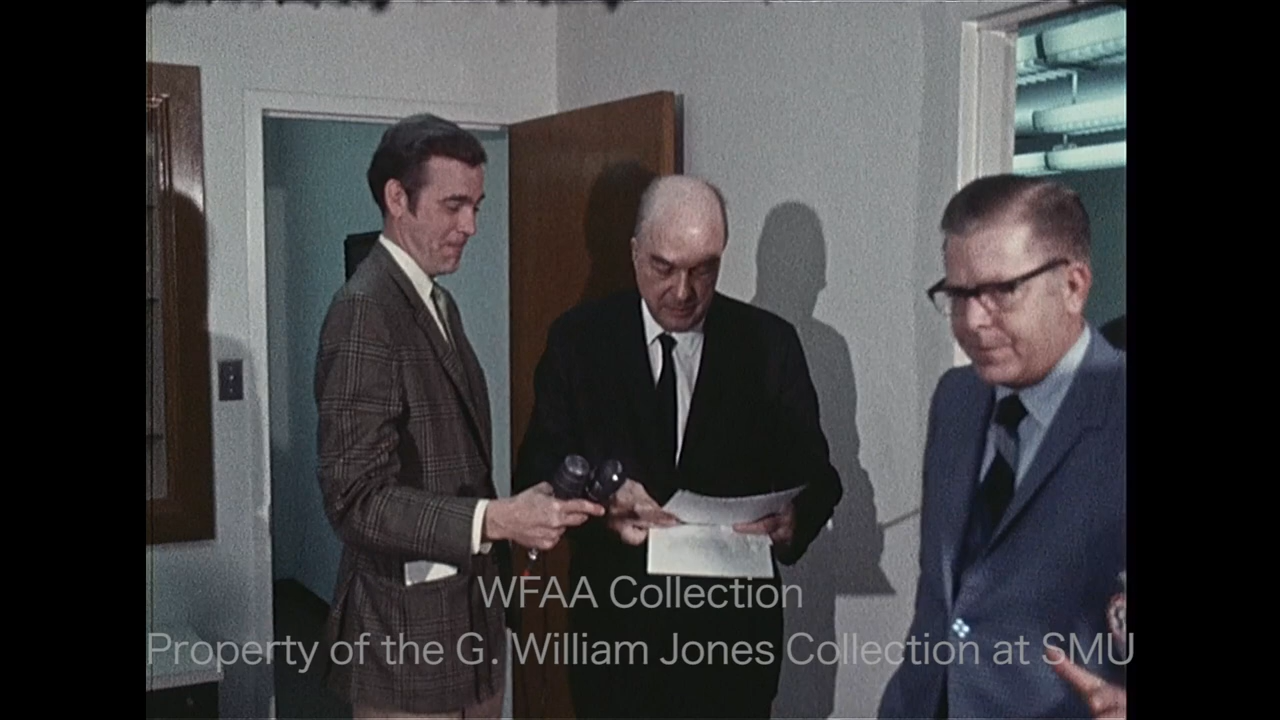 WFAA Collection
Property of the G. William Jones Collection at SMU